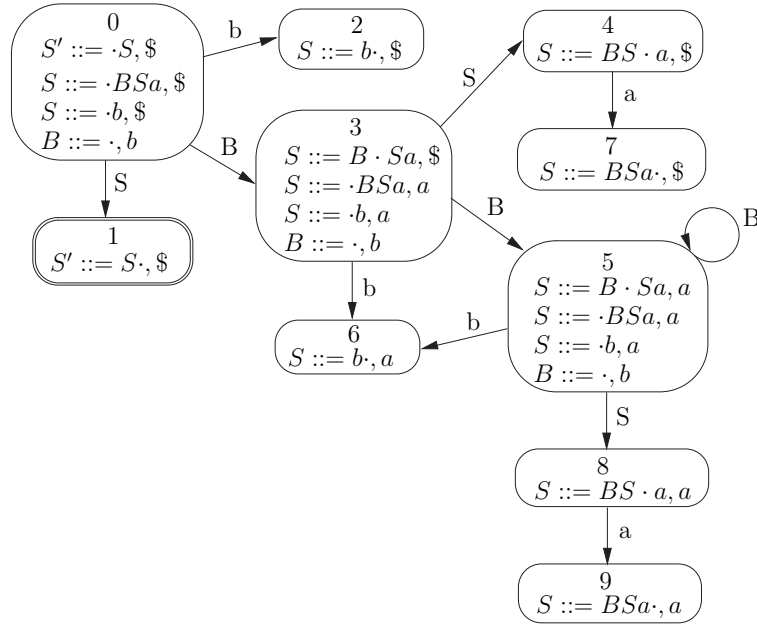 0
S' ::= ·S, $
S ::= ·BSa, $
S ::= ·b, $
B ::= ·, b
b
2
S ::= b·, $
4
S ::= BS · a, $
S
a
B
3
S ::= B · Sa, $
S ::= ·BSa, a
S ::= ·b, a
B ::= ·, b
7
S ::= BSa·, $
S
1
S' ::= S·, $
B
B
5
S ::= B · Sa, a
S ::= ·BSa, a
S ::= ·b, a
B ::= ·, b
b
b
6
S ::= b·, a
S
8
S ::= BS · a, a
a
9
S ::= BSa·, a